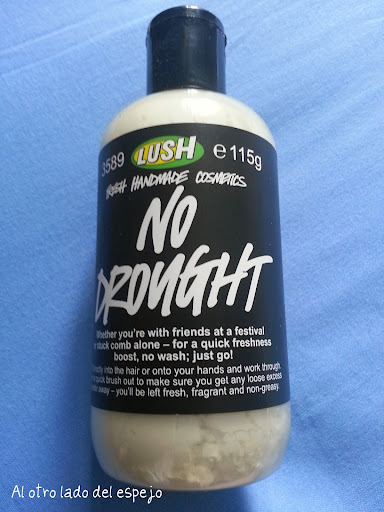 3589 LUSH e 115g
FRESH HANDMADE COSMETICS
NO
DROUGHT
Whether you're with friends at a festival
stuck comb alone – for a quick freshness
boost, no wash; just go!
into the hair or onto your hands and work through,
quick brush out to make sure you get any loose excess
away – you'll be left fresh, fragrant and non-greasy.
Al otro lado del espejo